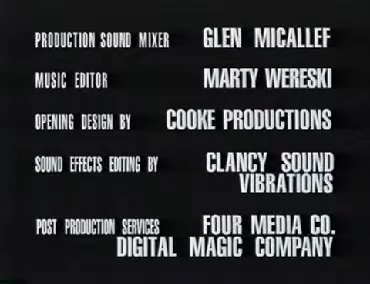 PRODUCTION SOUND MIXER GLEN MICALLEF
MUSIC EDITOR MARTY WERESKI
OPENING DESIGN BY COOKE PRODUCTIONS
SOUND EFFECTS EDITING BY CLANCY SOUND
VIBRATIONS
POST PRODUCTION SERVICES FOUR MEDIA CO.
DIGITAL MAGIC COMPANY